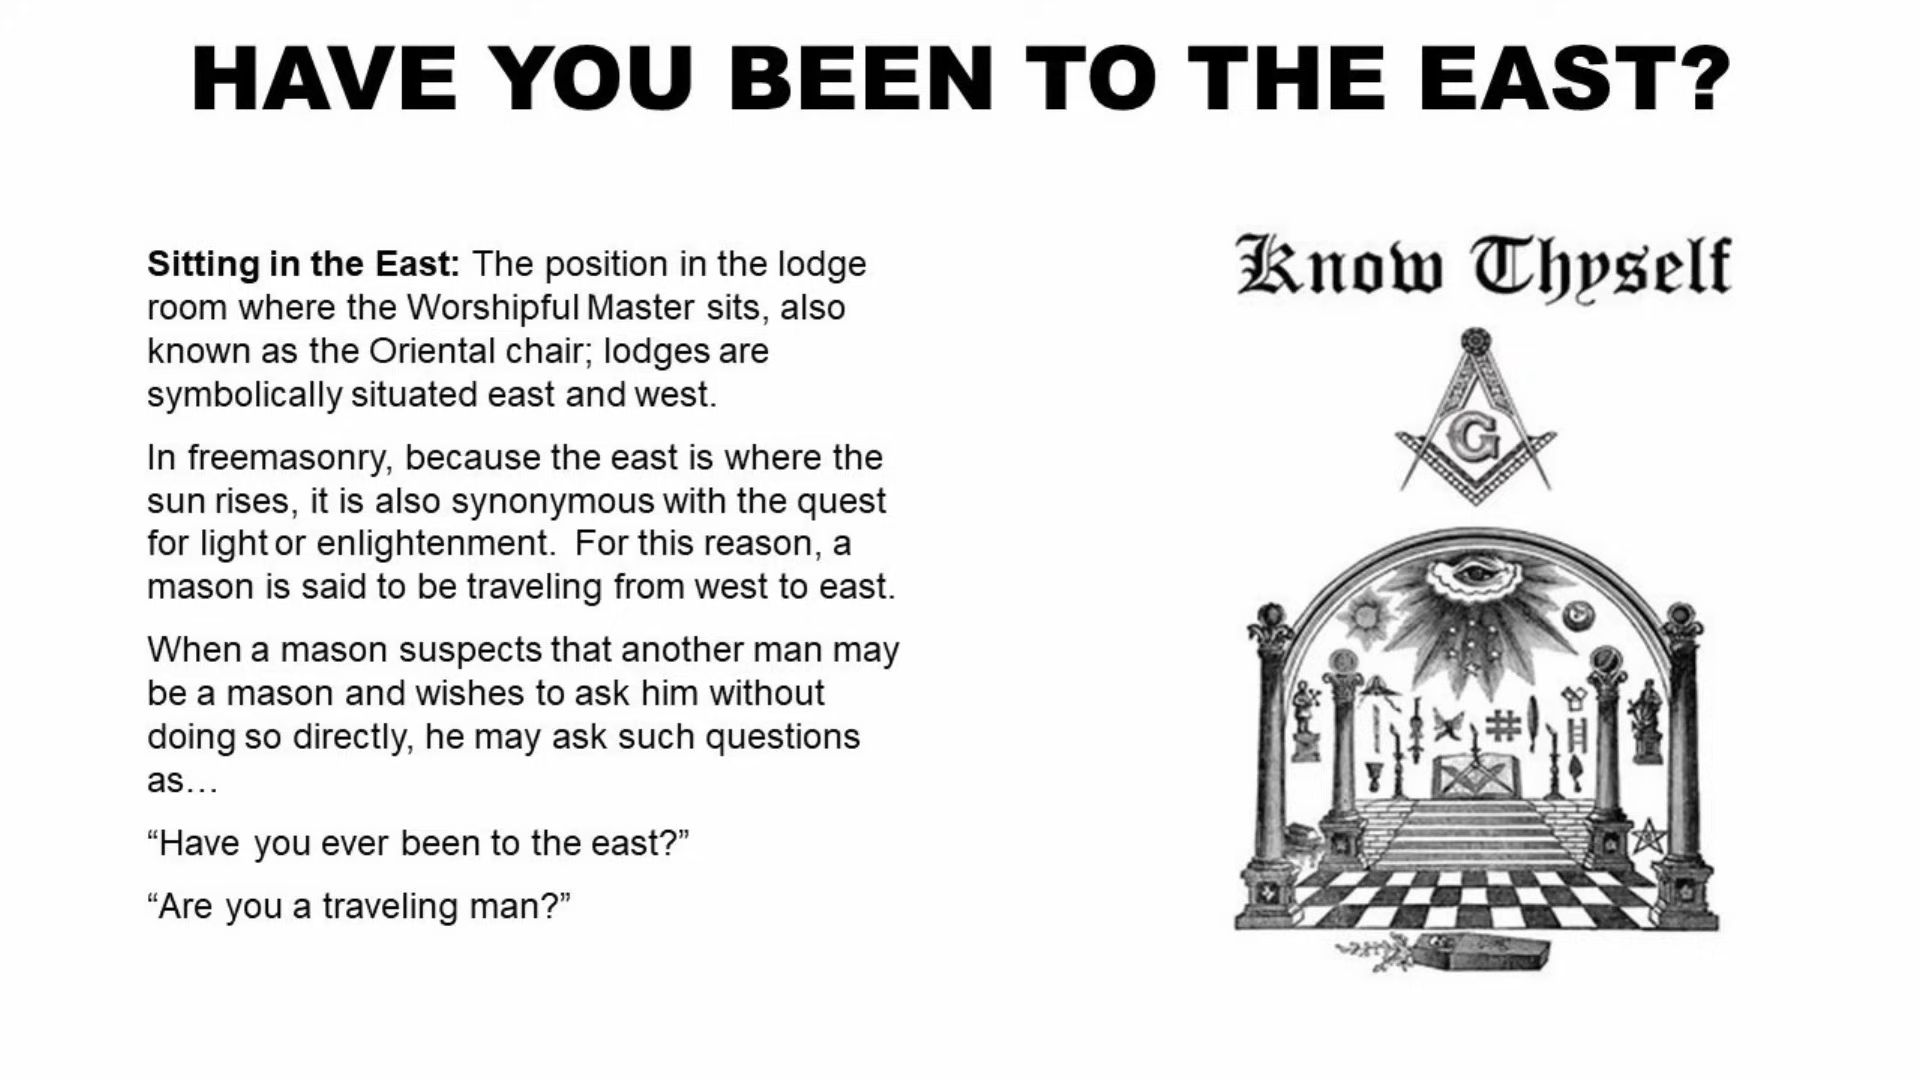 HAVE YOU BEEN TO THE EAST?
Sitting in the East: The position in the lodge
room where the Worshipful Master sits, also
known as the Oriental chair; lodges are
symbolically situated east and west.
In freemasonry, because the east is where the
sun rises, it is also synonymous with the quest
for light or enlightenment.  For this reason, a
mason is said to be traveling from west to east.
When a mason suspects that another man may
be a mason and wishes to ask him without
doing so directly, he may ask such questions
as…
“Have you ever been to the east?”
“Are you a traveling man?”
Know Thyself
G